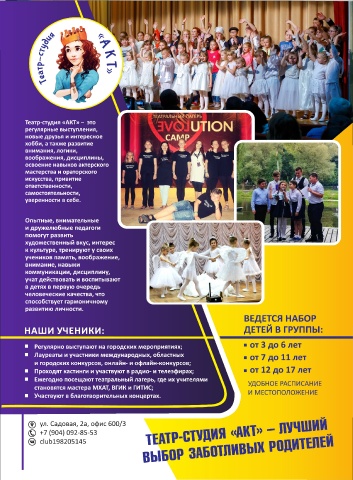 Театр-студия «АКТ»
Театр-студия «АКТ» – это
регулярные выступления,
новые друзья и интересное
хобби, а также развитие
внимания, логики,
воображения, дисциплины,
освоение навыков актерского
мастерства и ораторского
искусства, привитие
ответственности,
самостоятельности,
уверенности в себе.
ТЕАТРАЛЬНЫЙ ЛАГЕРЬ
REVOLUTION
CAMP
Опытные, внимательные
и дружелюбные педагоги
помогут развить
художественный вкус, интерес
к культуре, тренируют у своих
учеников память, воображение,
внимание, навыки
коммуникации, дисциплину,
учат действовать и воспитывают
в детях в первую очередь
человеческие качества, что
способствует гармоничному
развитию личности.
НАШИ УЧЕНИКИ:
Регулярно выступают на городских мероприятиях;
Лауреаты и участники международных, областных
и городских конкурсов, онлайн- и офлайн-конкурсов;
Проходят кастинги и участвуют в радио- и телеэфирах;
Ежегодно посещают театральный лагерь, где их учителями
становятся мастера МХАТ, ВГИК и ГИТИС;
Участвуют в благотворительных концертах.
ВЕДЕТСЯ НАБОР
ДЕТЕЙ В ГРУППЫ:
• от 3 до 6 лет
• от 7 до 11 лет
• от 12 до 17 лет
УДОБНОЕ РАСПИСАНИЕ
И МЕСТОПОЛОЖЕНИЕ
ул. Садовая, 2а, офис 600/3
+7 (904) 092-85-53
club198205145
ТЕАТР-СТУДИЯ «АКТ» – ЛУЧШИЙ
ВЫБОР ЗАБОТЛИВЫХ РОДИТЕЛЕЙ